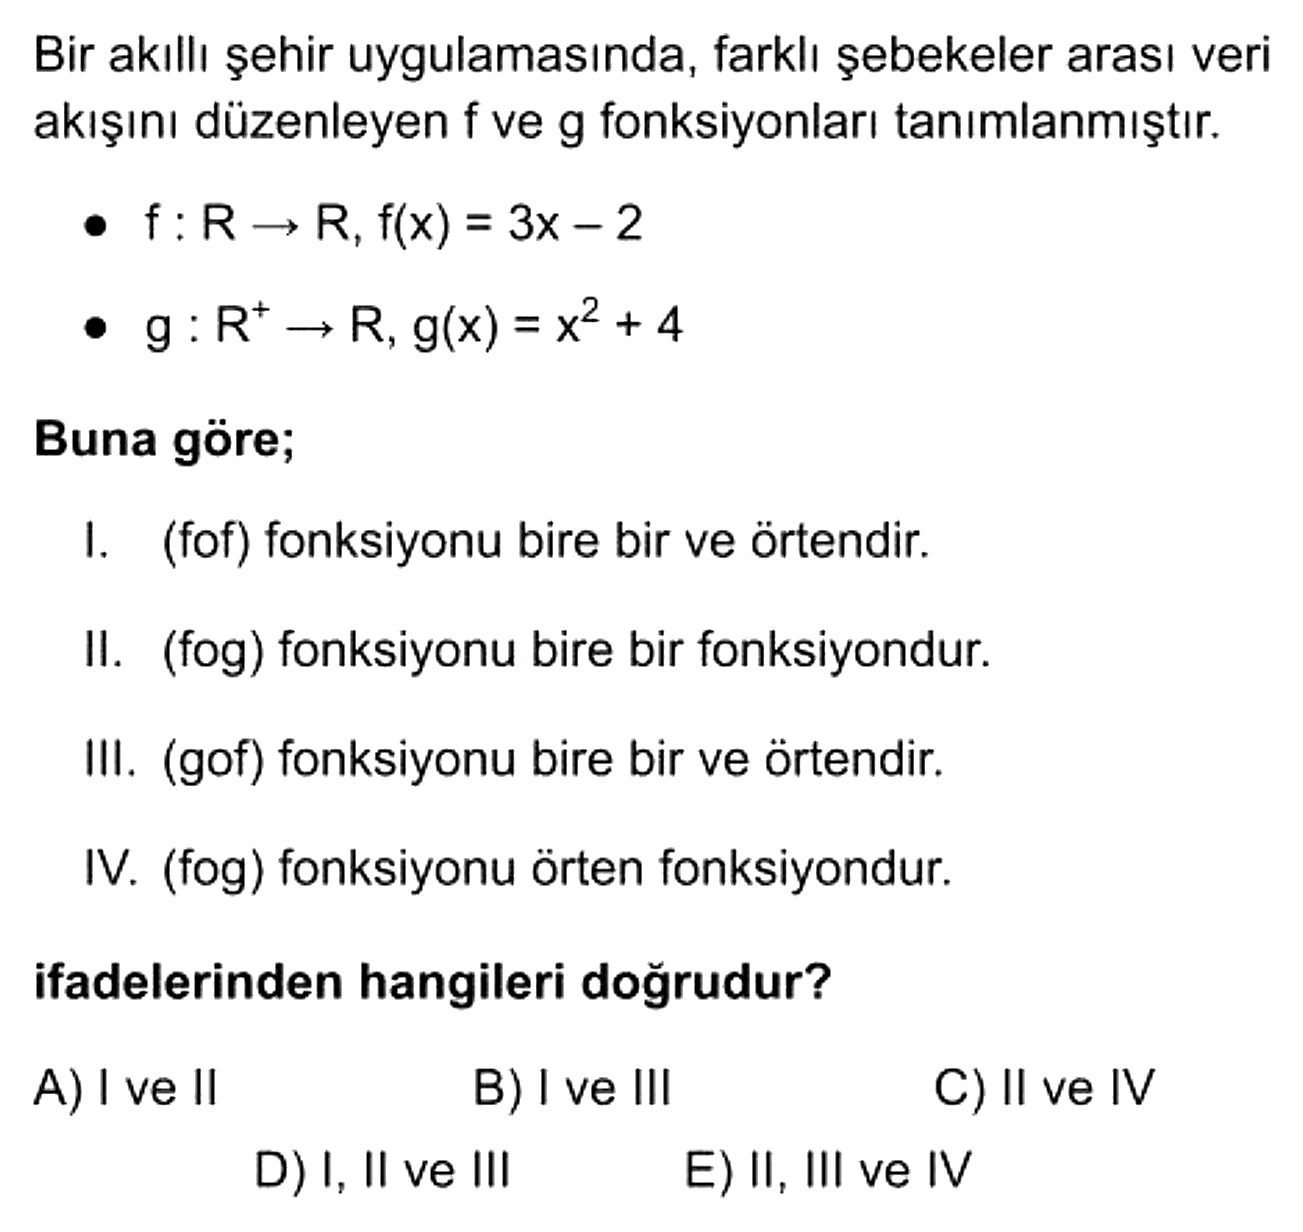 Bir akıllı şehir uygulamasında, farklı şebekeler arası veri
akışını düzenleyen f ve g fonksiyonları tanımlanmıştır.
● f : R → R, f(x) = 3x – 2
● g : R⁺ → R, g(x) = x² + 4
Buna göre;
I. (fof) fonksiyonu bire bir ve örtendir.
II. (fog) fonksiyonu bire bir fonksiyondur.
III. (gof) fonksiyonu bire bir ve örtendir.
IV. (fog) fonksiyonu örten fonksiyondur.
ifadelerinden hangileri doğrudur?
A) I ve II B) I ve III C) II ve IV
D) I, II ve III E) II, III ve IV